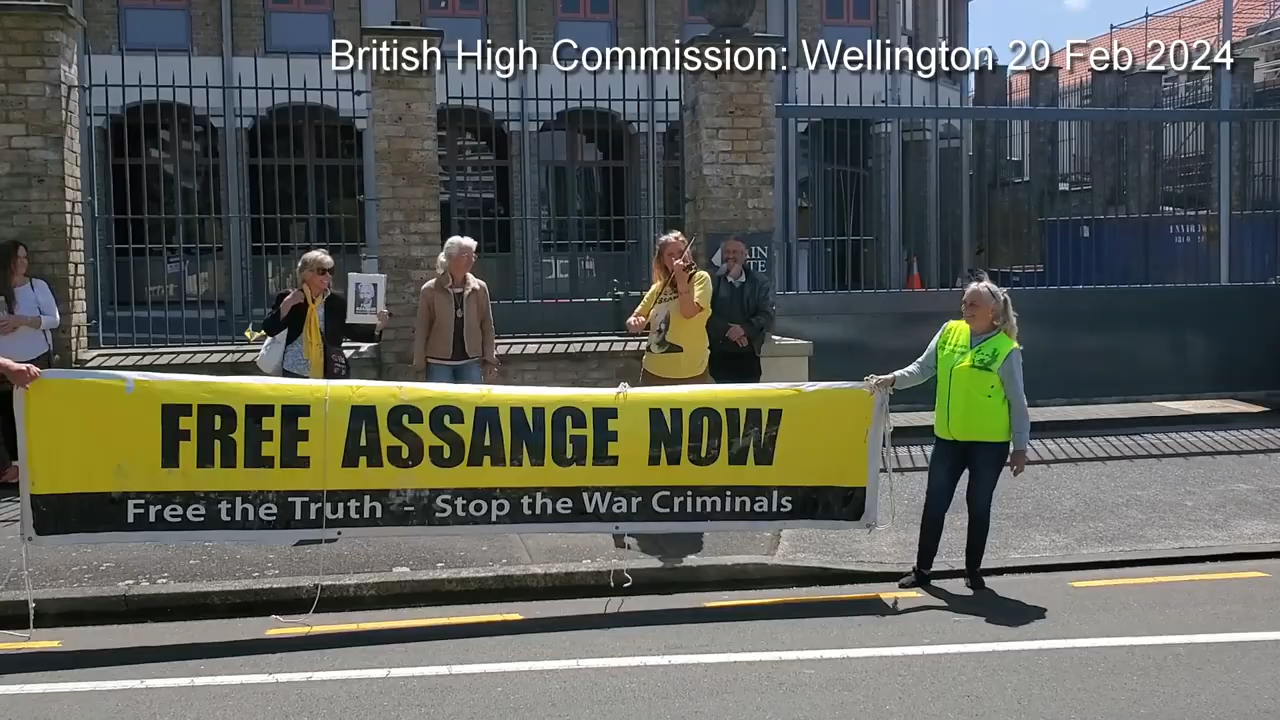 British High Commission: Wellington 20 Feb 2024
FREE ASSANGE NOW
Free the Truth - Stop the War Criminals